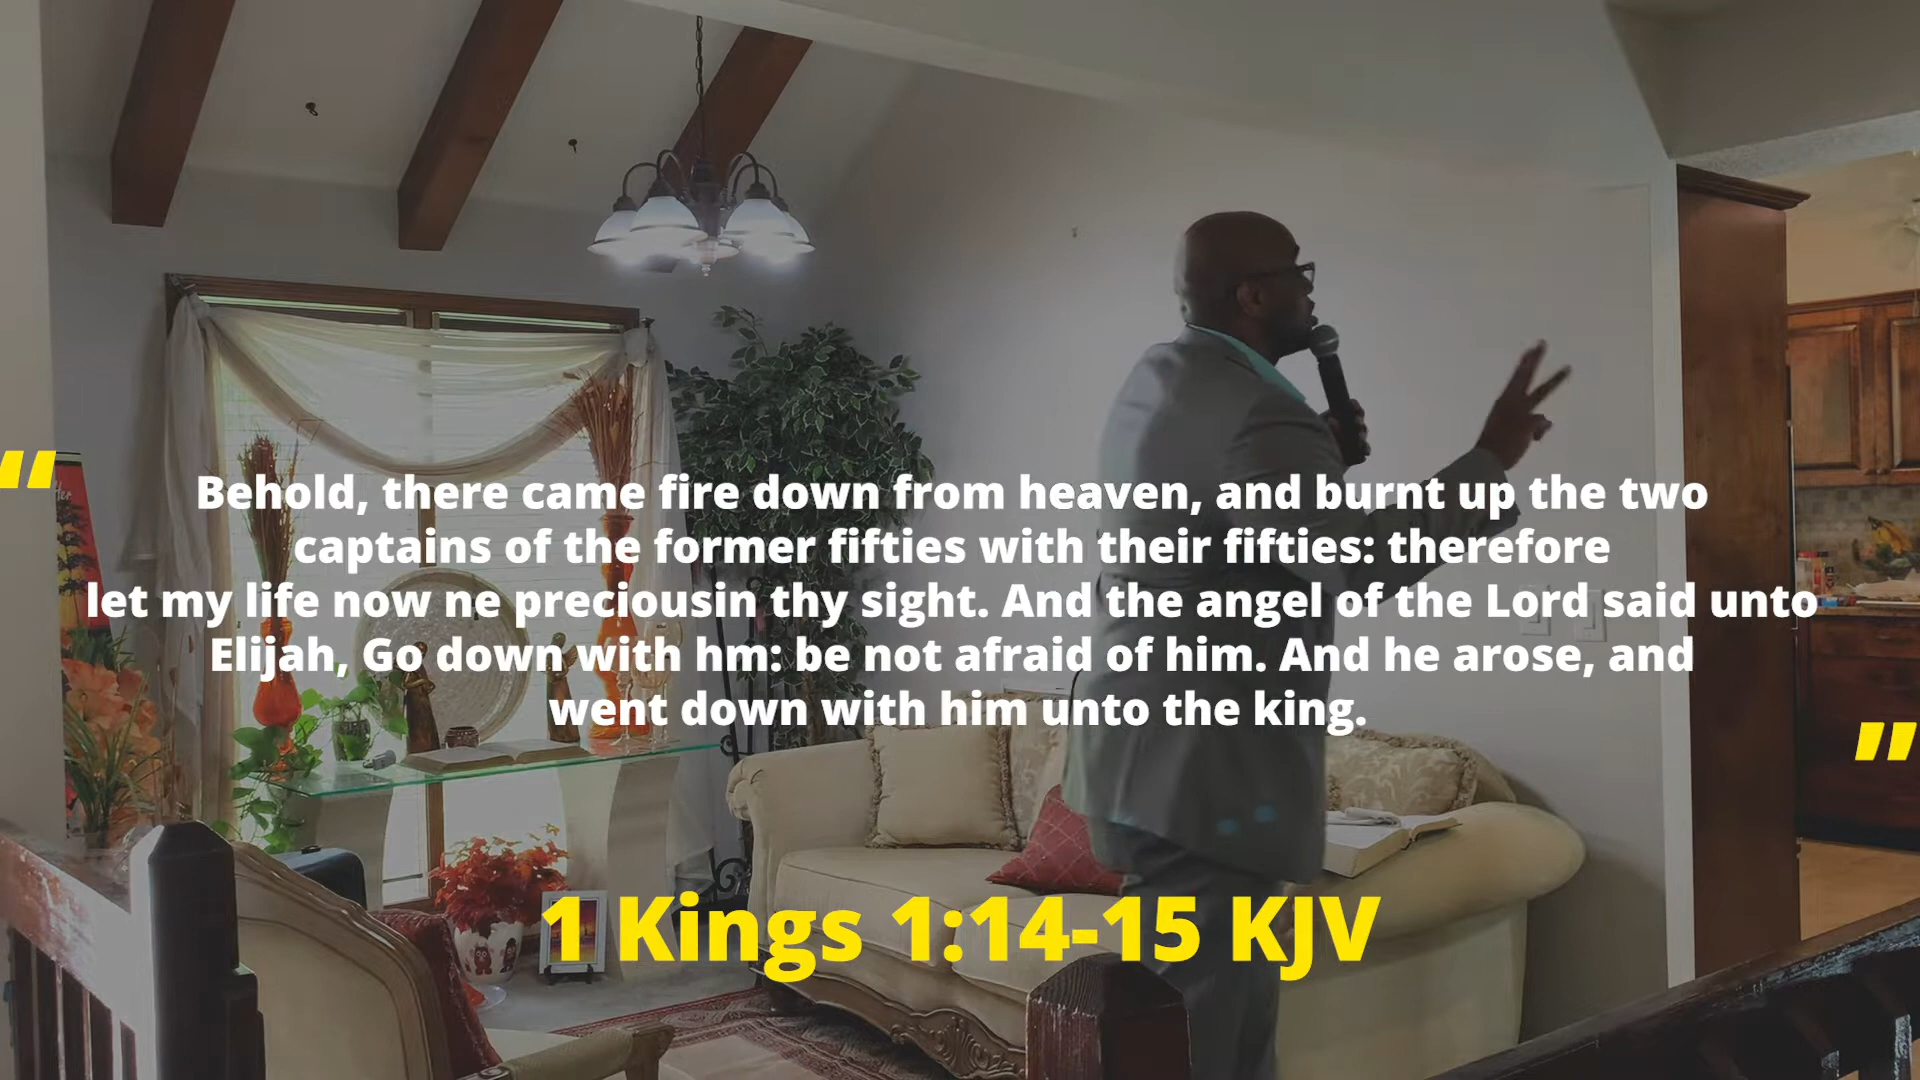 “
Behold, there came fire down from heaven, and burnt up the two
captains of the former fifties with their fifties: therefore
let my life now ne preciousin thy sight. And the angel of the Lord said unto
Elijah, Go down with hm: be not afraid of him. And he arose, and
went down with him unto the king.
”
1 Kings 1:14-15 KJV